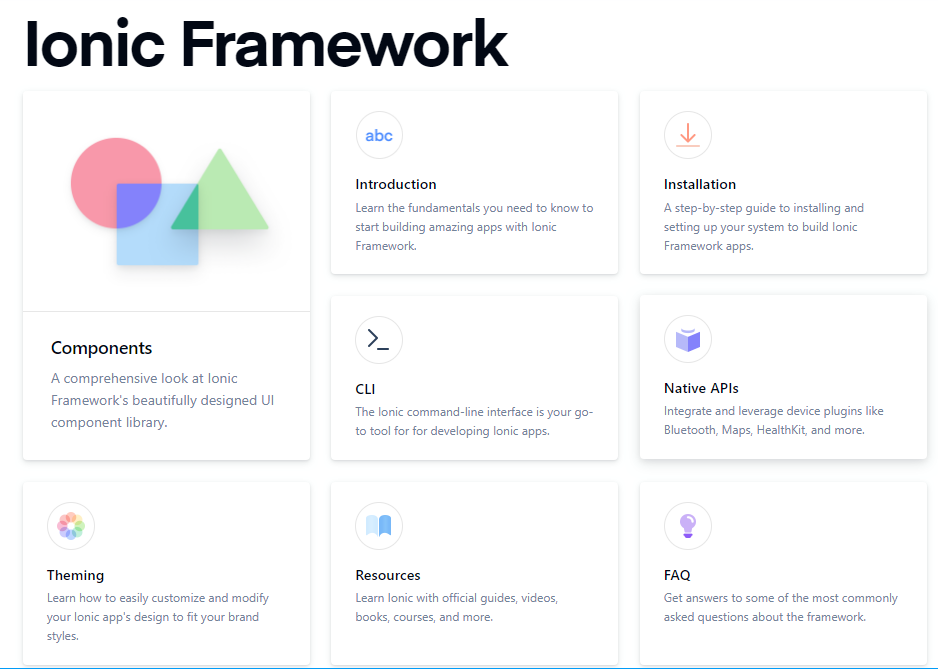 Ionic Framework
Components
A comprehensive look at Ionic
Framework's beautifully designed UI
component library.
abc
Introduction
Learn the fundamentals you need to know to
start building amazing apps with Ionic
Framework.
Installation
A step-by-step guide to installing and
setting up your system to build Ionic
Framework apps.
CLI
The Ionic command-line interface is your go-
to tool for for developing Ionic apps.
Native APIs
Integrate and leverage device plugins like
Bluetooth, Maps, HealthKit, and more.
Theming
Learn how to easily customize and modify
your Ionic app's design to fit your brand
styles.
Resources
Learn Ionic with official guides, videos,
books, courses, and more.
FAQ
Get answers to some of the most commonly
asked questions about the framework.